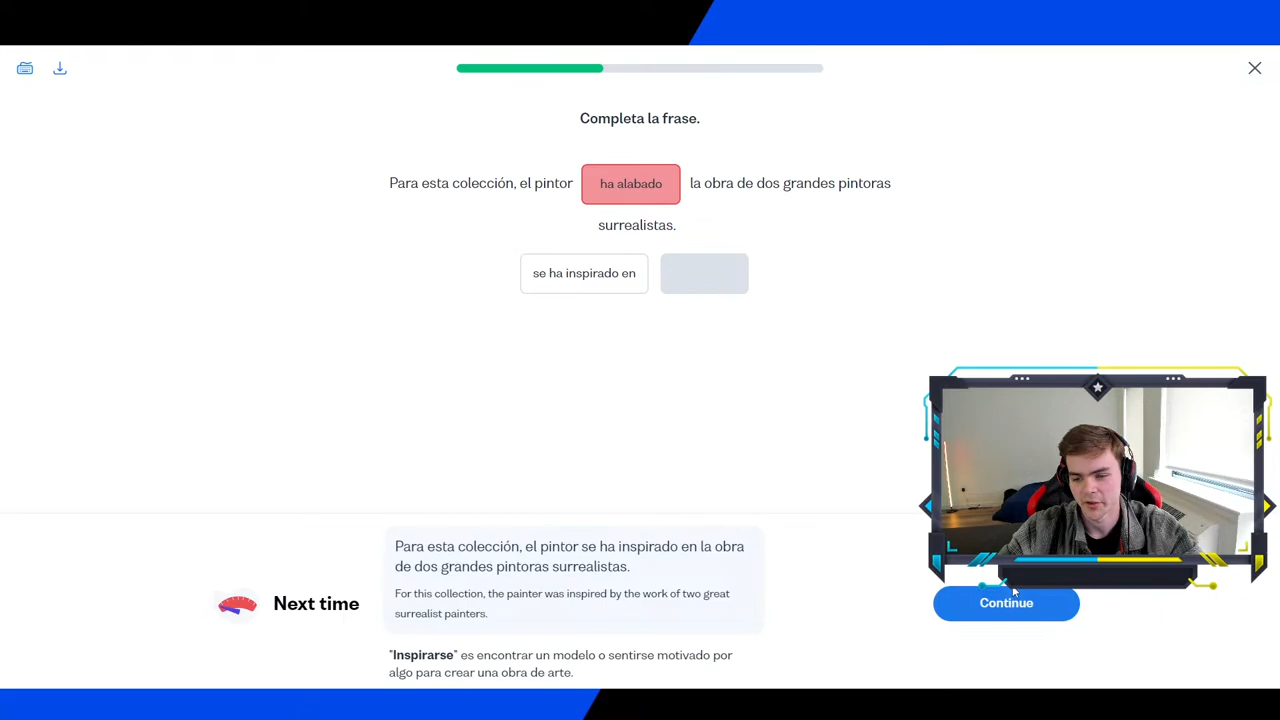 Completa la frase.
Para esta colección, el pintor ha alabado la obra de dos grandes pintoras
surrealistas.
se ha inspirado en
Para esta colección, el pintor se ha inspirado en la obra
de dos grandes pintoras surrealistas.
For this collection, the painter was inspired by the work of two great
surrealist painters.
Next time
Continue
"Inspirarse" es encontrar un modelo o sentirse motivado por
algo para crear una obra de arte.